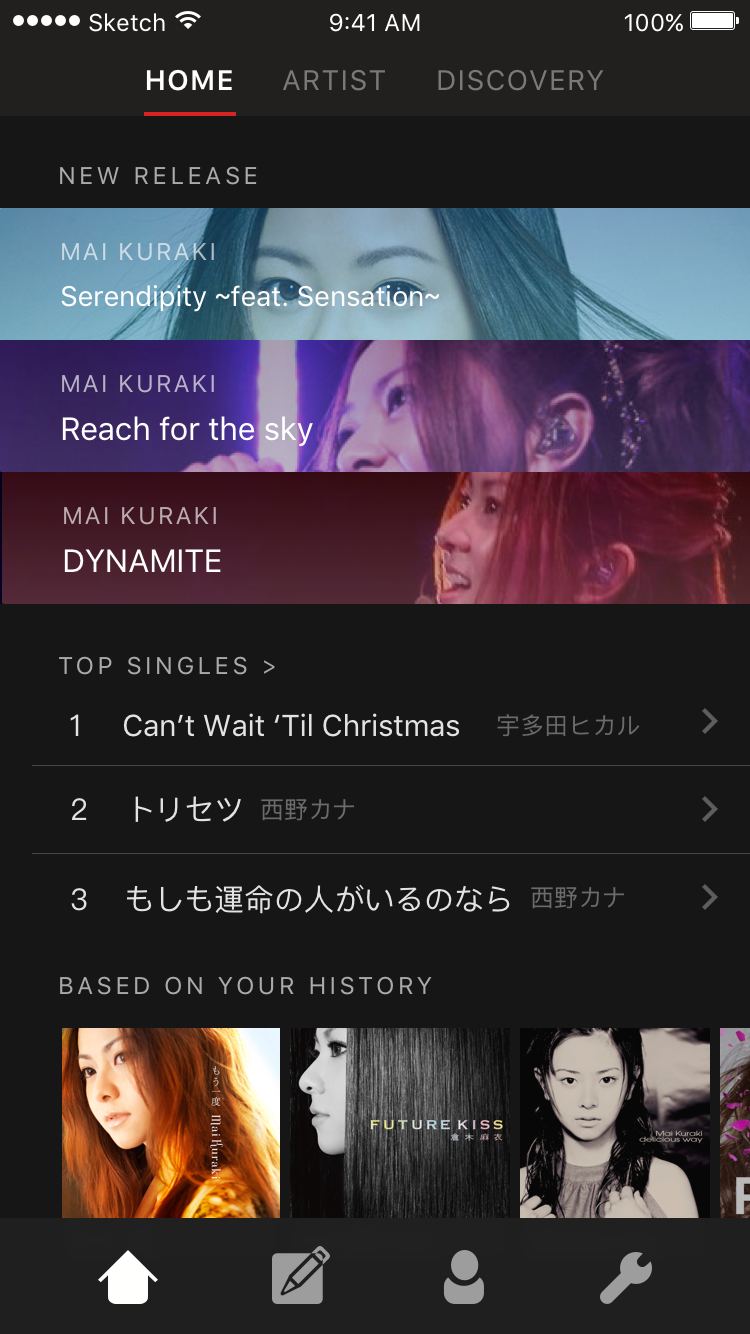 Sketch 9:41 AM 100%
HOME ARTIST DISCOVERY
NEW RELEASE
MAI KURAKI
Serendipity ~feat. Sensation~
MAI KURAKI
Reach for the sky
MAI KURAKI
DYNAMITE
TOP SINGLES >
1 Can’t Wait ‘Til Christmas 宇多田ヒカル
2 トリセツ 西野カナ
3 もしも運命の人がいるのなら 西野カナ
BASED ON YOUR HISTORY
もう一度 Mai Kuraki
FUTURE KISS
倉木麻衣
Mai Kuraki
delicious way